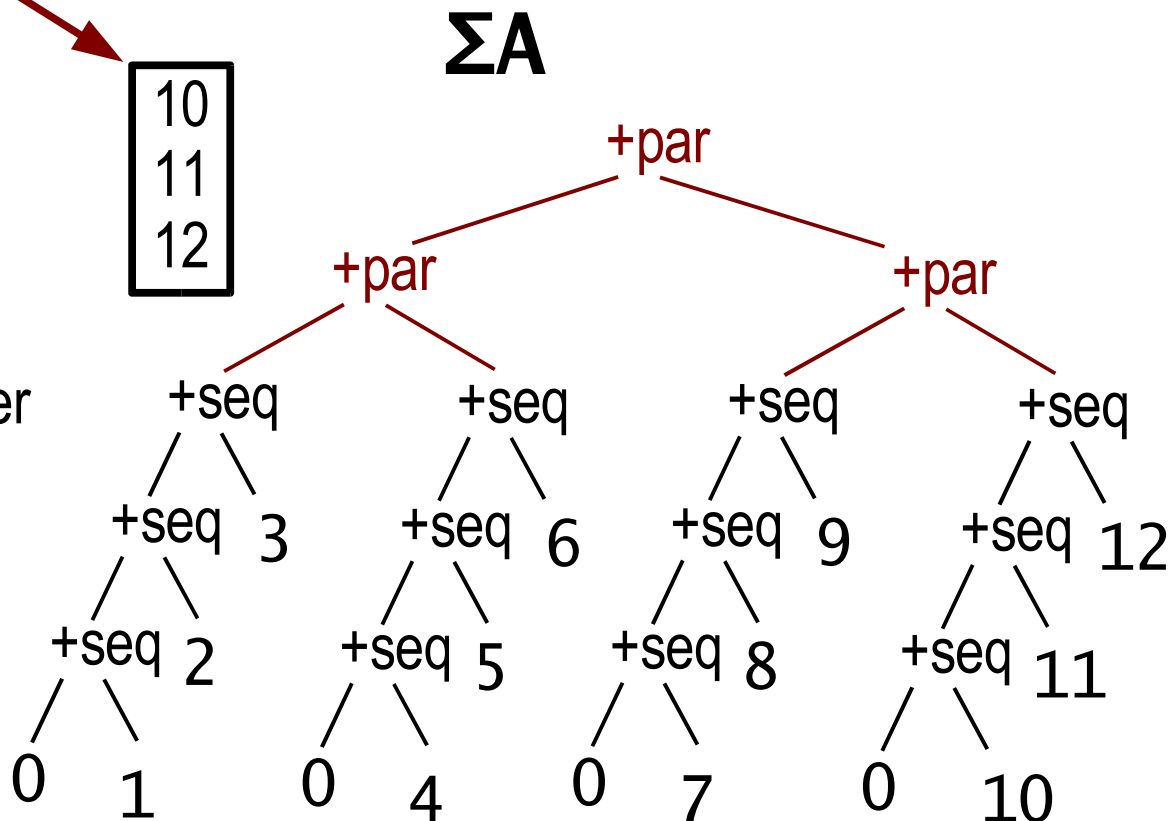 ΣA
10
11
12
+par
+par +par
er +seq +seq +seq +seq
+seq 3 +seq 6 +seq 9 +seq 12
+seq 2 +seq 5 +seq 8 +seq 11
0 1 0 4 0 7 0 10